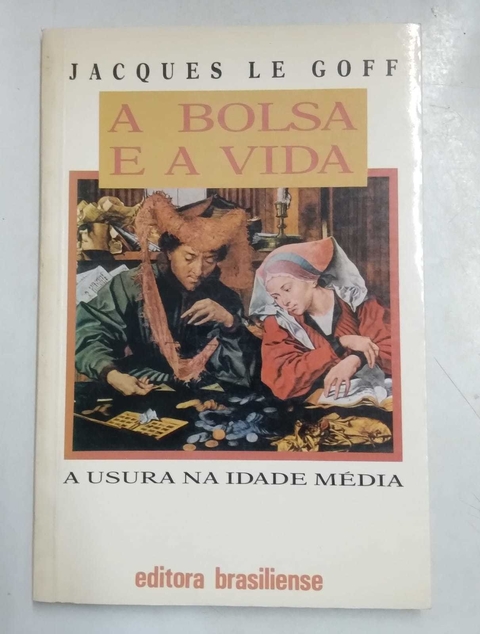 JACQUES LE GOFF
A BOLSA
E A VIDA
A USURA NA IDADE MÉDIA
editora brasiliense